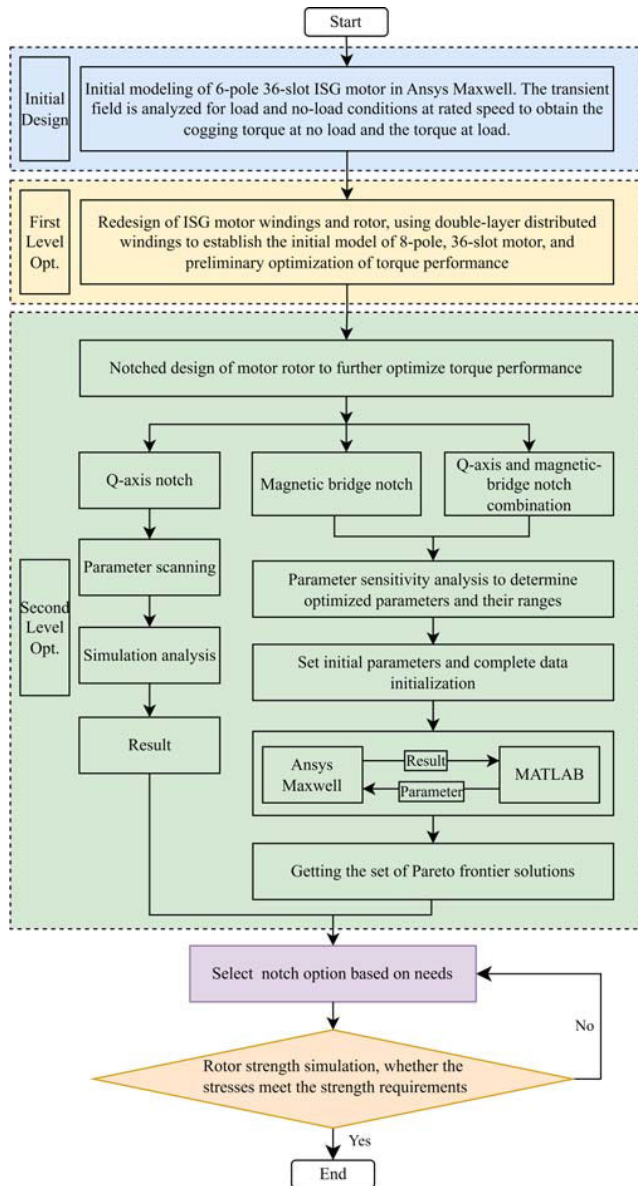 Start
Initial
Design
Initial modeling of 6-pole 36-slot ISG motor in Ansys Maxwell. The transient
field is analyzed for load and no-load conditions at rated speed to obtain the
cogging torque at no load and the torque at load.
First
Level
Opt.
Redesign of ISG motor windings and rotor, using double-layer distributed
windings to establish the initial model of 8-pole, 36-slot motor, and
preliminary optimization of torque performance
Second
Level
Opt.
Notched design of motor rotor to further optimize torque performance
Q-axis notch
Parameter scanning
Simulation analysis
Result
Magnetic bridge notch
Q-axis and magnetic-
bridge notch
combination
Parameter sensitivity analysis to determine
optimized parameters and their ranges
Set initial parameters and complete data
initialization
Ansys
Maxwell
Result
Parameter
MATLAB
Getting the set of Pareto frontier solutions
Select notch option based on needs
No
Rotor strength simulation, whether the
stresses meet the strength requirements
Yes
End